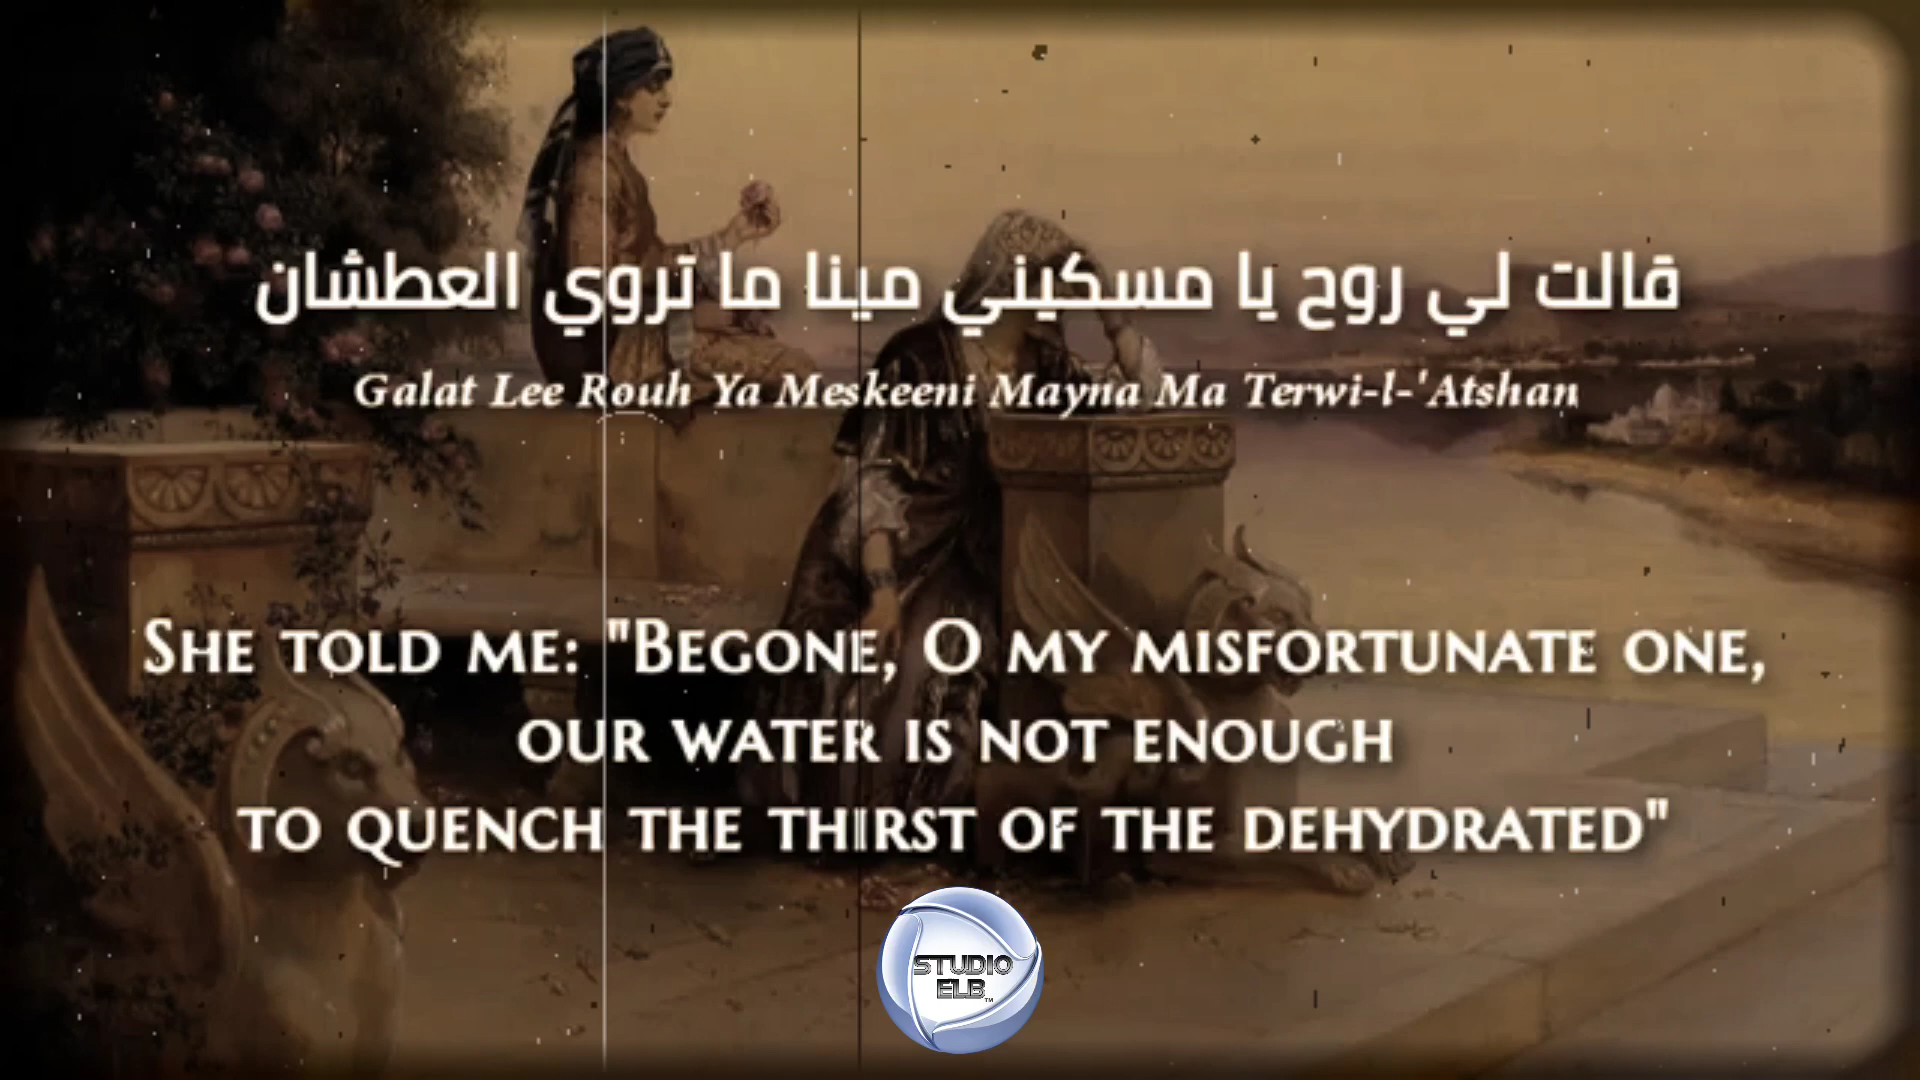 قالت لي روح يا مسكيني مينا ما تروي العطشان
Galat Lee Rouh Ya Meskeeni Mayna Ma Terwi-l-'Atshan
She told me: "Begone, O my misfortunate one,
our water is not enough
to quench the thirst of the dehydrated"
STUDIO
ELB™